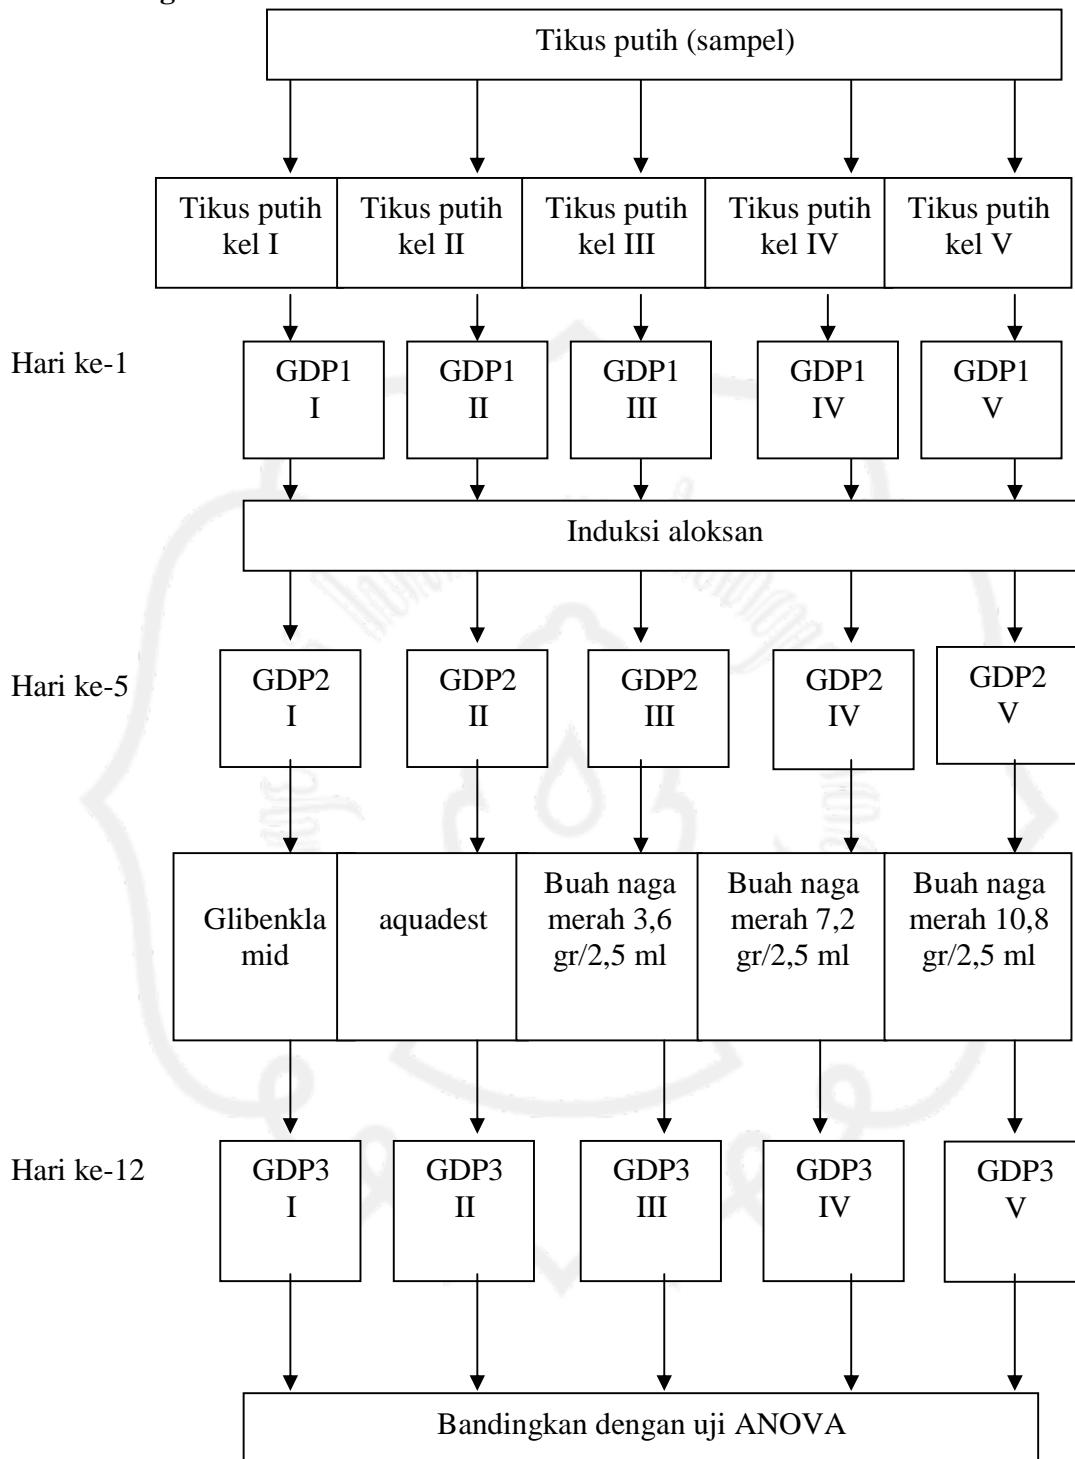 Tikus putih (sampel)
Tikus putih
kel I
Tikus putih
kel II
Tikus putih
kel III
Tikus putih
kel IV
Tikus putih
kel V
Hari ke-1
GDP1
I
GDP1
II
GDP1
III
GDP1
IV
GDP1
V
Induksi aloksan
Hari ke-5
GDP2
I
GDP2
II
GDP2
III
GDP2
IV
GDP2
V
Glibenkla
mid
aquadest
Buah naga
merah 3,6
gr/2,5 ml
Buah naga
merah 7,2
gr/2,5 ml
Buah naga
merah 10,8
gr/2,5 ml
Hari ke-12
GDP3
I
GDP3
II
GDP3
III
GDP3
IV
GDP3
V
Bandingkan dengan uji ANOVA